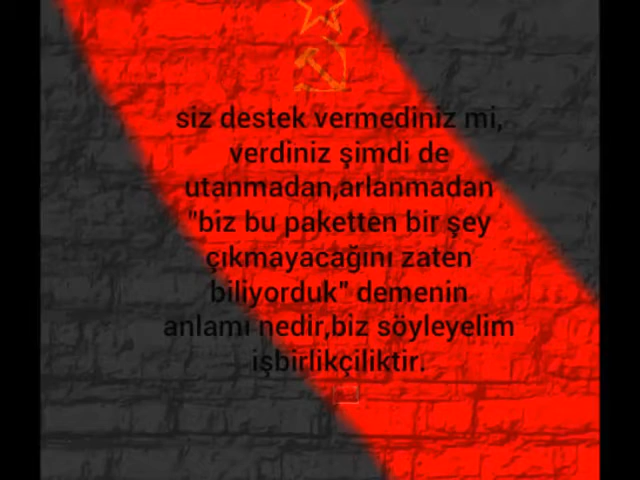 siz destek vermediniz mi,
verdiniz şimdi de
utanmadan,arlanmadan
"biz bu paketten bir şey
çıkmayacağını zaten
biliyorduk" demenin
anlamı nedir,biz söyleyelim
işbirlikçiliktir.